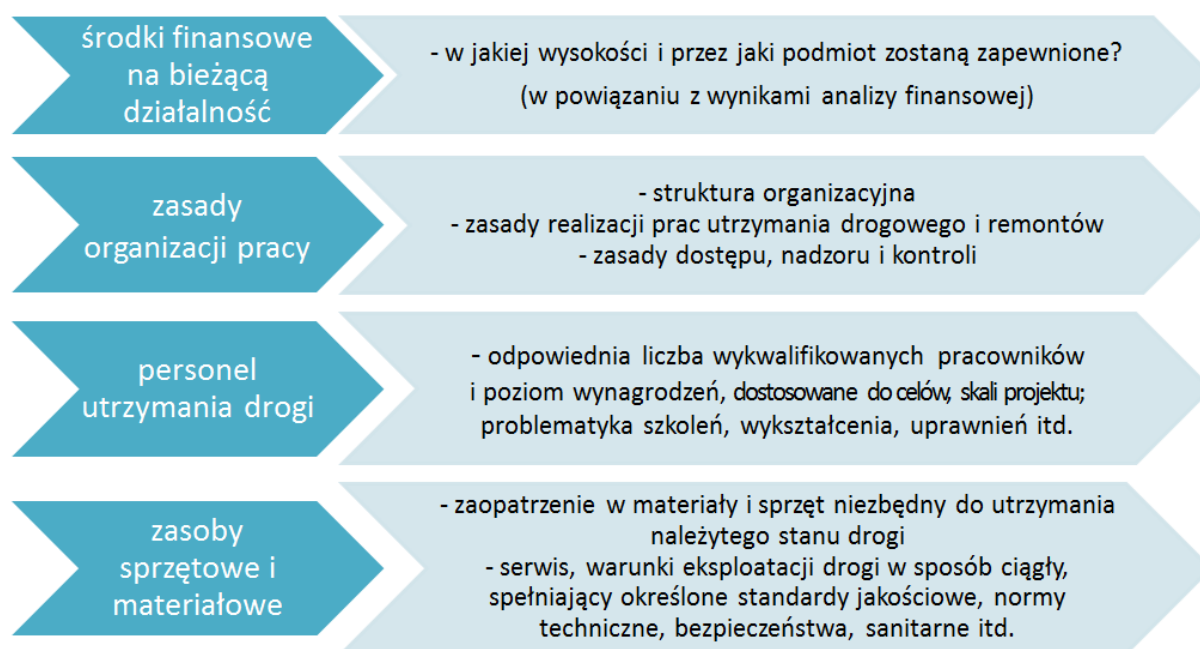 środki finansowe
na bieżącą
działalność
- w jakiej wysokości i przez jaki podmiot zostaną zapewnione?
(w powiązaniu z wynikami analizy finansowej)
zasady
organizacji pracy
- struktura organizacyjna
- zasady realizacji prac utrzymania drogowego i remontów
- zasady dostępu, nadzoru i kontroli
personel
utrzymania drogi
- odpowiednia liczba wykwalifikowanych pracowników
i poziom wynagrodzeń, dostosowane do celów, skali projektu;
problematyka szkoleń, wykształcenia, uprawnień itd.
zasoby
sprzętowe i
materiałowe
- zaopatrzenie w materiały i sprzęt niezbędny do utrzymania
należytego stanu drogi
- serwis, warunki eksploatacji drogi w sposób ciągły,
spełniający określone standardy jakościowe, normy
techniczne, bezpieczeństwa, sanitarne itd.